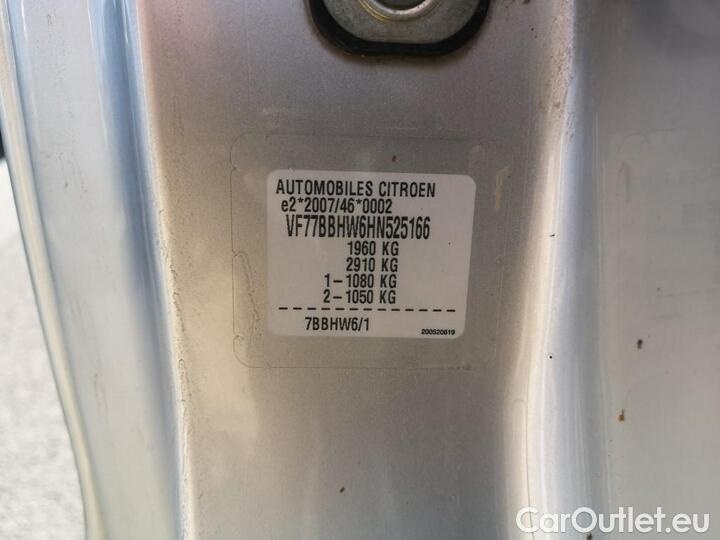 AUTOMOBILES CITROEN
e2*2007/46*0002
VF77BBHW6HN525166
1960 KG
2910 KG
1-1080 KG
2-1050 KG
7BBHW6/1
200520819
CarOutlet.eu